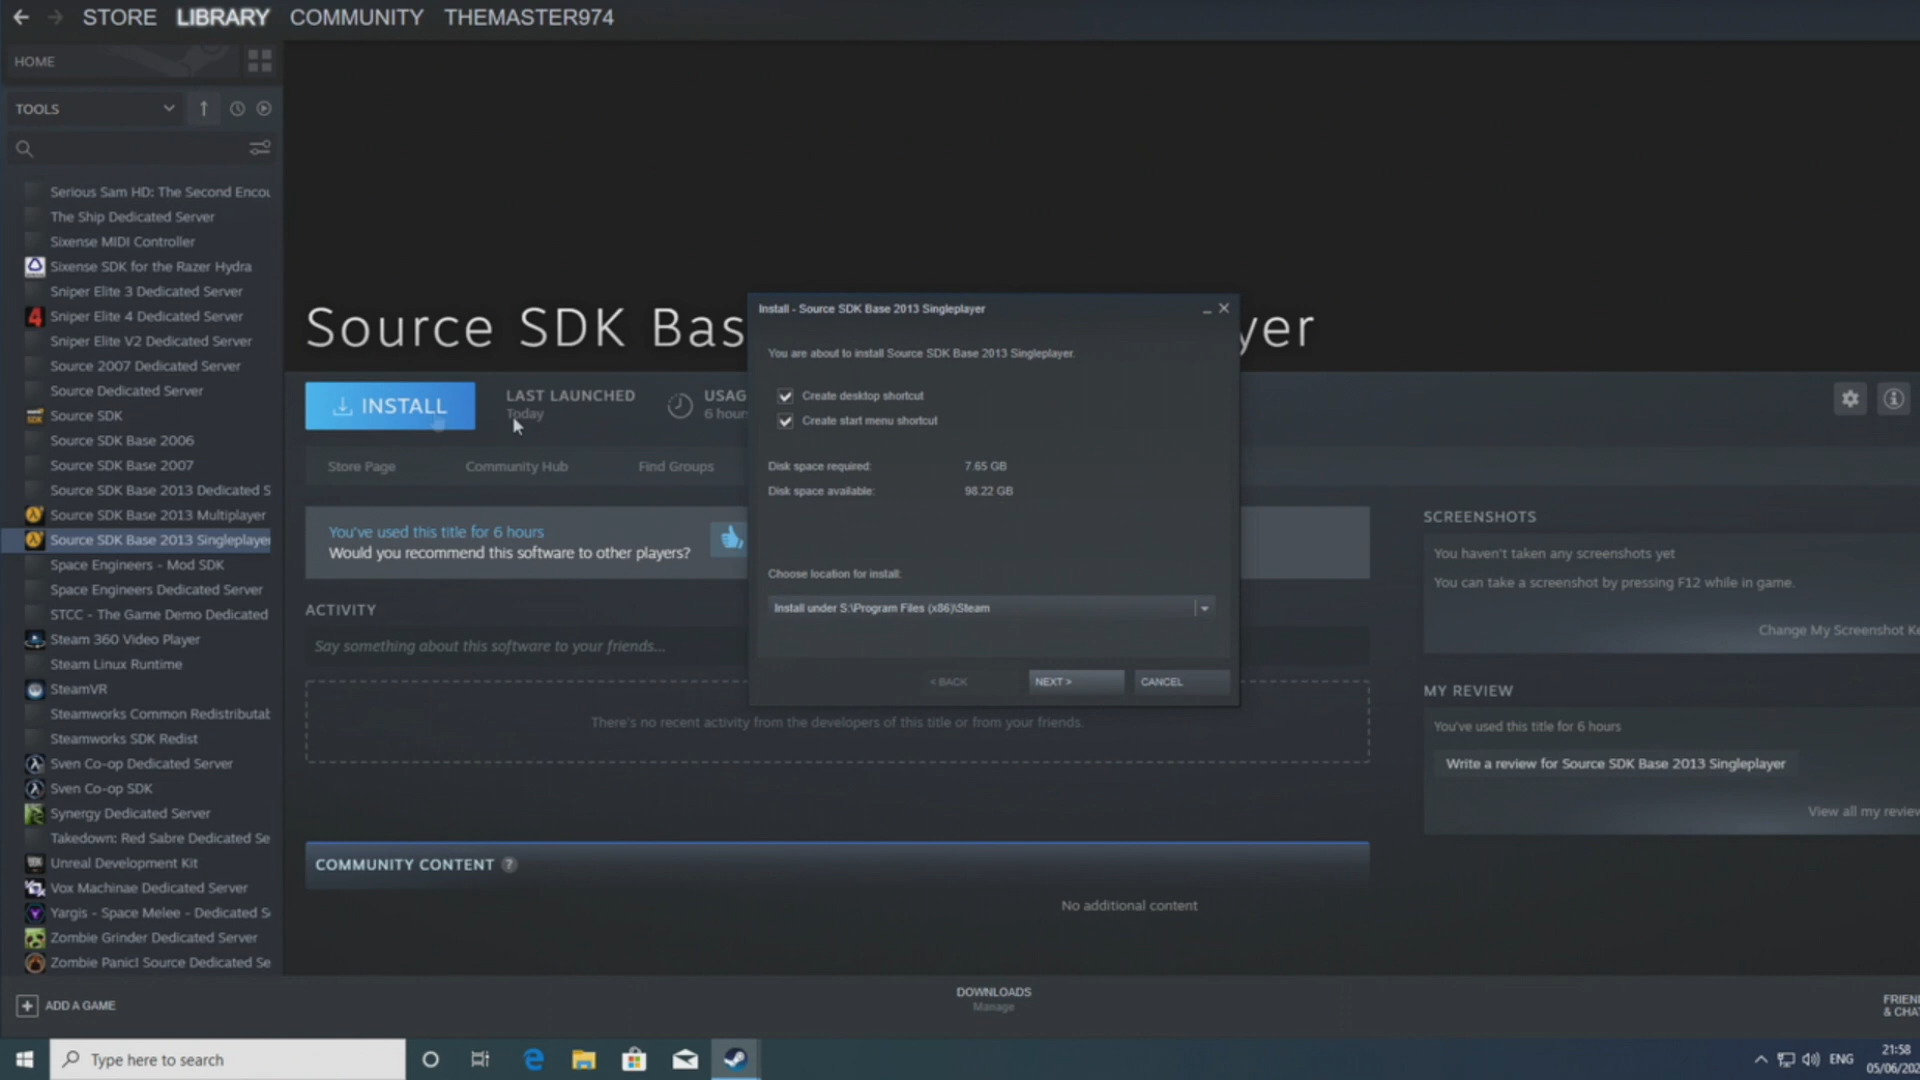 STORE LIBRARY COMMUNITY THEMASTER974
HOME
TOOLS
Serious Sam HD: The Second Encou
The Ship Dedicated Server
Sixense MIDI Controller
Sixense SDK for the Razer Hydra
Sniper Elite 3 Dedicated Server
Sniper Elite 4 Dedicated Server
Sniper Elite V2 Dedicated Server
Source 2007 Dedicated Server
Source Dedicated Server
Source SDK
Source SDK Base 2006
Source SDK Base 2007
Source SDK Base 2013 Dedicated S
Source SDK Base 2013 Multiplayer
Source SDK Base 2013 Singleplayer
Space Engineers - Mod SDK
Space Engineers Dedicated Server
STCC - The Game Demo Dedicated
Steam 360 Video Player
Steam Linux Runtime
SteamVR
Steamworks Common Redistributab
Steamworks SDK Redist
Sven Co-op Dedicated Server
Sven Co-op SDK
Synergy Dedicated Server
Takedown: Red Sabre Dedicated Se
Unreal Development Kit
Vox Machinae Dedicated Server
Yargis - Space Melee - Dedicated S
Zombie Grinder Dedicated Server
Zombie Panic! Source Dedicated Se
ADD A GAME
Source SDK Bas
yer
INSTALL
LAST LAUNCHED
Today
USAG
6 hour
Store Page Community Hub Find Groups
You've used this title for 6 hours
Would you recommend this software to other players?
ACTIVITY
Say something about this software to your friends...
There's no recent activity from the developers of this title or from your friends.
COMMUNITY CONTENT ?
No additional content
Install - Source SDK Base 2013 Singleplayer
You are about to install Source SDK Base 2013 Singleplayer.
Create desktop shortcut
Create start menu shortcut
Disk space required: 7.65 GB
Disk space available: 98.22 GB
Choose location for install:
Install under S:\Program Files (x86)\Steam
< BACK NEXT > CANCEL
SCREENSHOTS
You haven't taken any screenshots yet
You can take a screenshot by pressing F12 while in game.
Change My Screenshot Ke
MY REVIEW
You've used this title for 6 hours
Write a review for Source SDK Base 2013 Singleplayer
View all my review
DOWNLOADS
Manage
FRIEN
& CHA
Type here to search
ENG
21:58
05/06/202